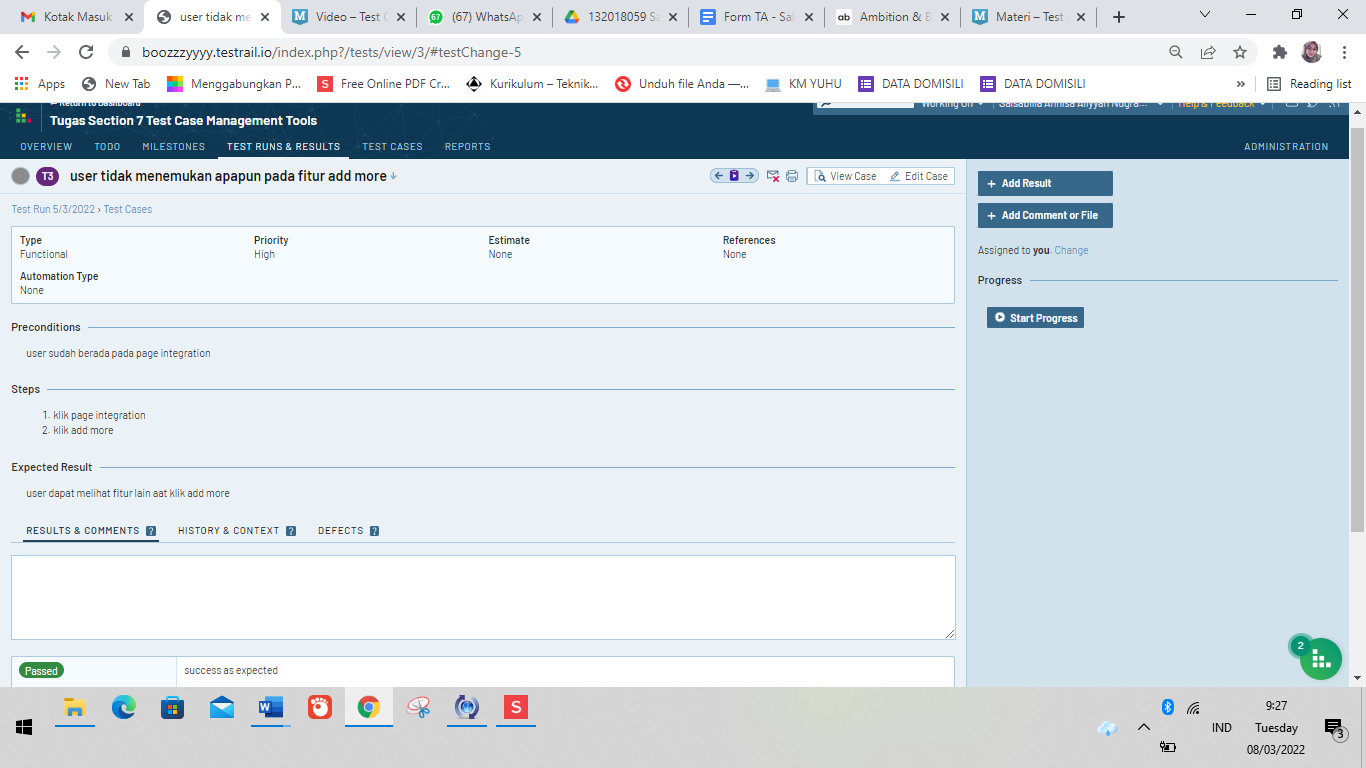 Kotak Masuk
user tidak me
Video – Test
(67) WhatsAp
132018059 Sa
Form TA - Sal
Ambition & B
Materi – Test
boozzzyyyy.testrail.io/index.php?/tests/view/3/#testChange-5
Apps
New Tab
Menggabungkan P...
Free Online PDF Cr...
Kurikulum – Teknik...
Unduh file Anda —...
KM YUHU
DATA DOMISILI
DATA DOMISILI
»
Reading list
Return to Dashboard
Working On
Help & Feedback
Tugas Section 7 Test Case Management Tools
OVERVIEW TODO MILESTONES TEST RUNS & RESULTS TEST CASES REPORTS ADMINISTRATION
T3 user tidak menemukan apapun pada fitur add more
View Case Edit Case
Test Run 5/3/2022 › Test Cases
Type Priority Estimate References
Functional High None None
Automation Type
None
Preconditions
user sudah berada pada page integration
Steps
1. klik page integration
2. klik add more
Expected Result
user dapat melihat fitur lain aat klik add more
RESULTS & COMMENTS ? HISTORY & CONTEXT ? DEFECTS ?
Passed success as expected
+ Add Result
+ Add Comment or File
Assigned to you. Change
Progress
Start Progress
2
IND
9:27
Tuesday
08/03/2022
3